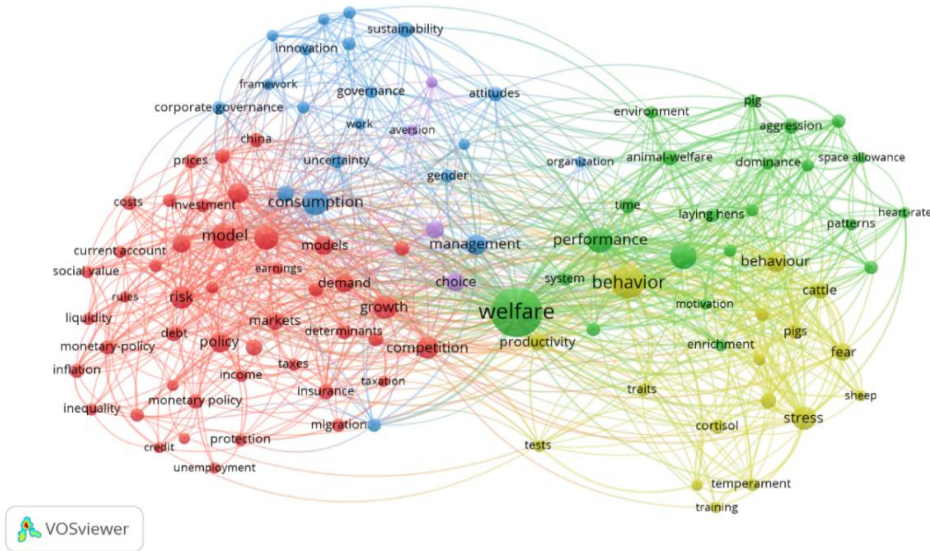 sustainability
innovation
framework
governance
attitudes
corporate governance
work
aversion
environment
pig
aggression
china
prices
uncertainty
gender
organization
animal-welfare
dominance
space allowance
costs
investment
consumption
time
laying hens
patterns
heart-rate
model
models
management
performance
current account
social value
earnings
demand
choice
system
behavior
behaviour
cattle
rules
risk
growth
welfare
motivation
liquidity
debt
markets
determinants
pigs
monetary-policy
policy
competition
productivity
enrichment
fear
inflation
income
taxes
taxation
insurance
traits
sheep
inequality
monetary policy
migration
cortisol
stress
credit
protection
tests
unemployment
temperament
training
VOSviewer